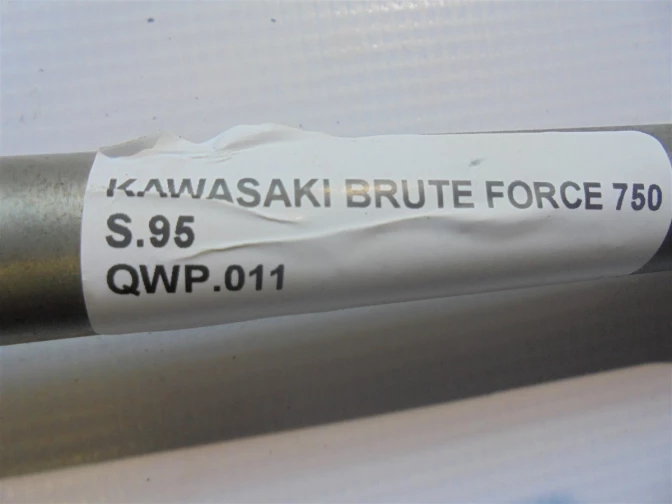 KAWASAKI BRUTE FORCE 750
S.95
QWP.011